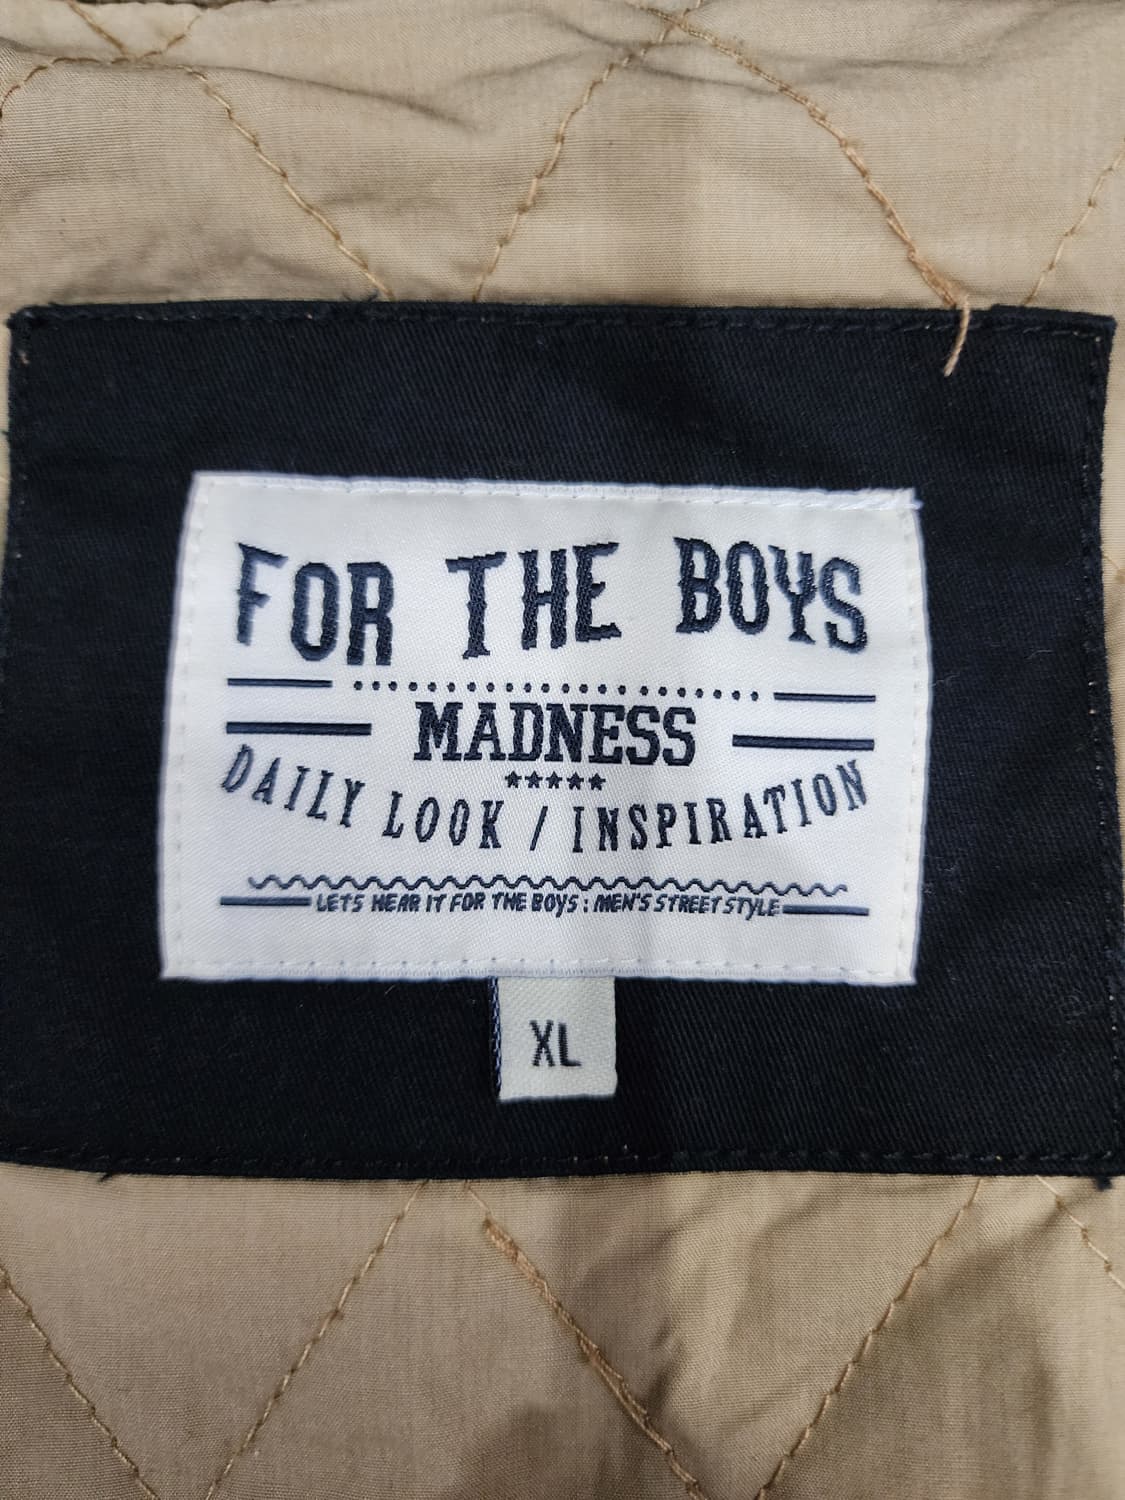 FOR THE BOYS
MADNESS
*****
DAILY LOOK / INSPIRATION
LETS HEAR IT FOR THE BOYS : MEN'S STREET STYLE
XL